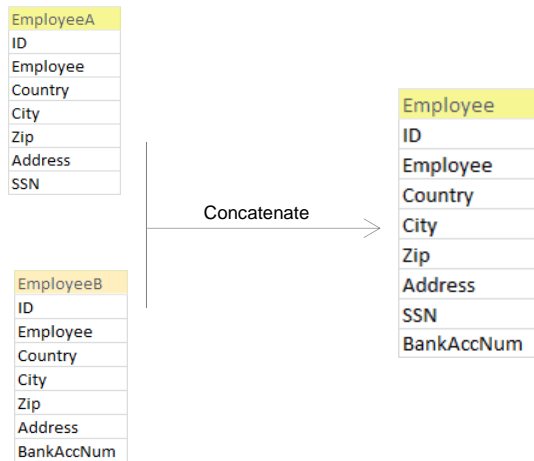 EmployeeA
ID
Employee
Country
City
Zip
Address
SSN
Concatenate
EmployeeB
ID
Employee
Country
City
Zip
Address
BankAccNum
Employee
ID
Employee
Country
City
Zip
Address
SSN
BankAccNum